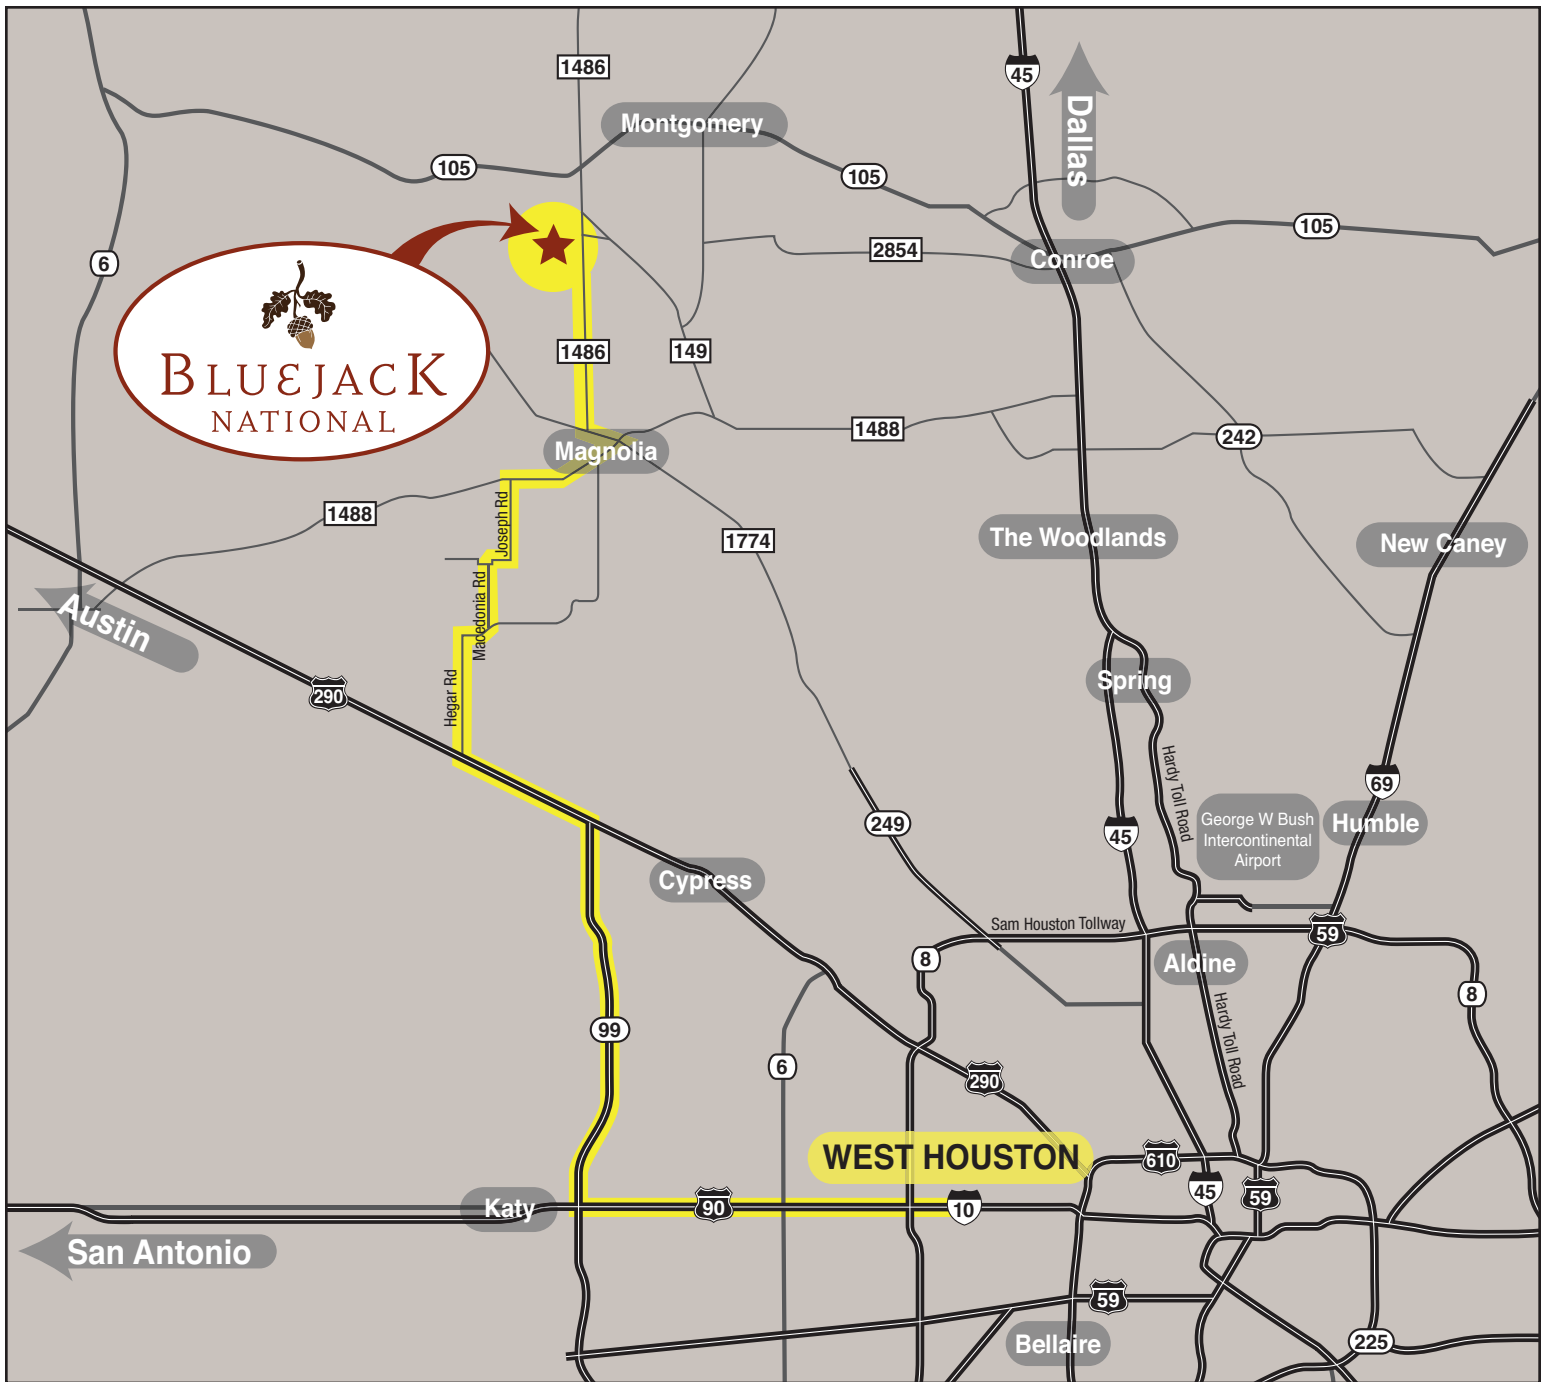 1486
45
Dallas
Montgomery
105
105
105
6
2854
Conroe
BLUEJACK
NATIONAL
1486
149
1488
242
Magnolia
1488
Joseph Rd
1774
The Woodlands
New Caney
Macedonia Rd
Austin
290
Hegar Rd
Spring
Hardy Toll Road
69
249
45
George W Bush
Intercontinental
Airport
Humble
Cypress
Sam Houston Tollway
59
8
Aldine
8
99
Hardy Toll Road
6
290
WEST HOUSTON
610
45
59
Katy
90
10
San Antonio
59
Bellaire
225